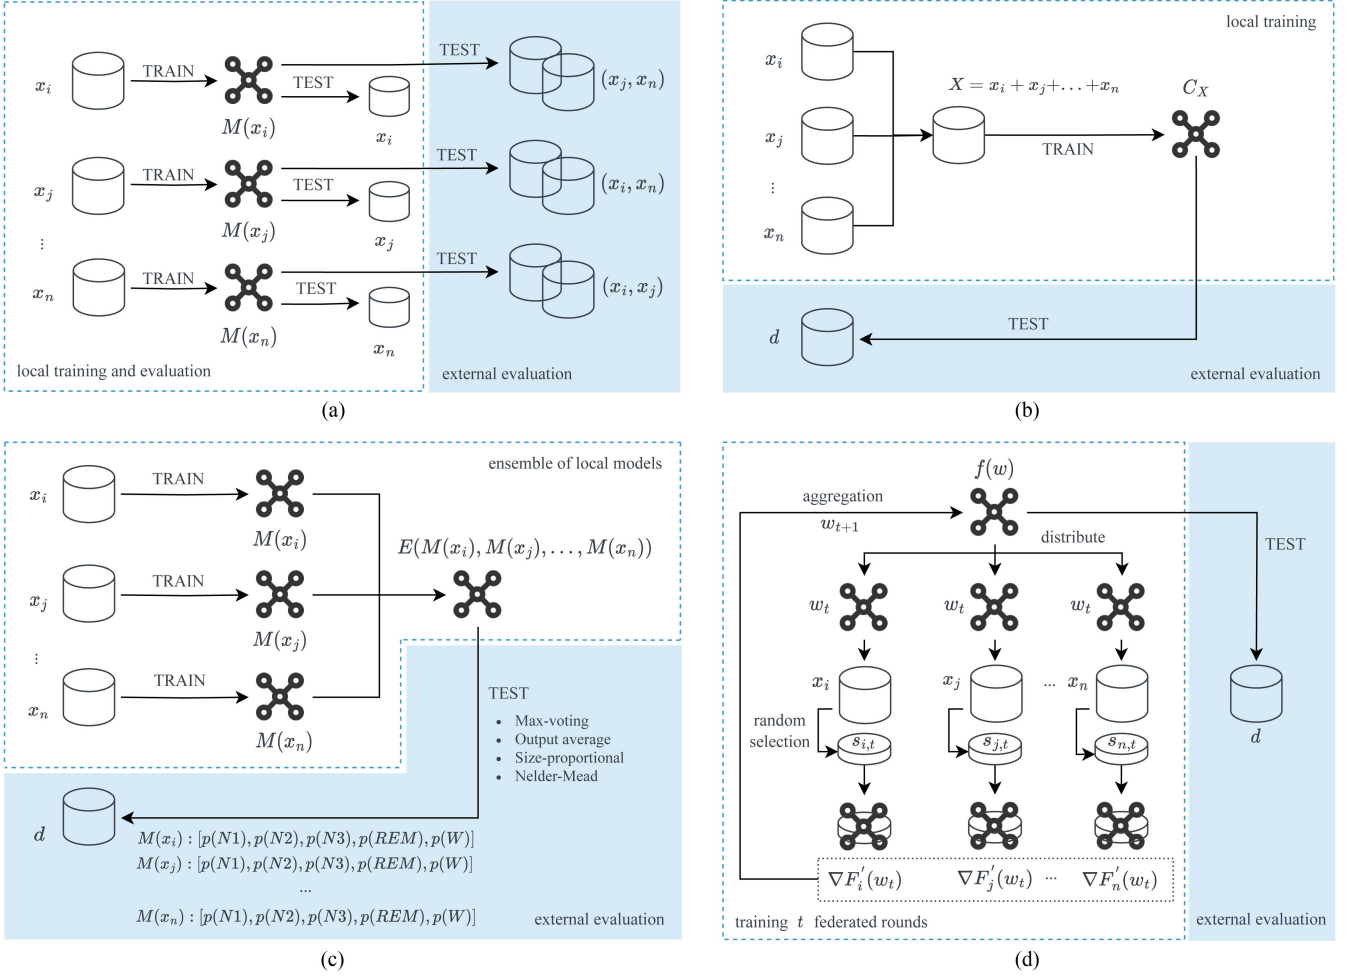 x_i
TRAIN
M(x_i)
TEST
x_i
TEST
(x_j, x_n)
x_j
TRAIN
M(x_j)
TEST
x_j
TEST
(x_i, x_n)
⋮
x_n
TRAIN
M(x_n)
TEST
x_n
TEST
(x_i, x_j)
local training and evaluation
external evaluation
(a)
local training
x_i
x_j
⋮
x_n
X = x_i + x_j+...+x_n
TRAIN
C_X
TEST
d
external evaluation
(b)
ensemble of local models
x_i
TRAIN
M(x_i)
x_j
TRAIN
M(x_j)
⋮
x_n
TRAIN
M(x_n)
E(M(x_i), M(x_j), ..., M(x_n))
TEST
• Max-voting
• Output average
• Size-proportional
• Nelder-Mead
d
M(x_i) : [p(N1), p(N2), p(N3), p(REM), p(W)]
M(x_j) : [p(N1), p(N2), p(N3), p(REM), p(W)]
...
M(x_n) : [p(N1), p(N2), p(N3), p(REM), p(W)]
external evaluation
(c)
f(w)
aggregation
w_{t+1}
distribute
TEST
w_t
w_t
w_t
x_i
x_j
... x_n
random
selection
s_{i,t}
s_{j,t}
s_{n,t}
d
∇F_i^'(w_t)
∇F_j^'(w_t) ...
∇F_n^'(w_t)
training t federated rounds
external evaluation
(d)